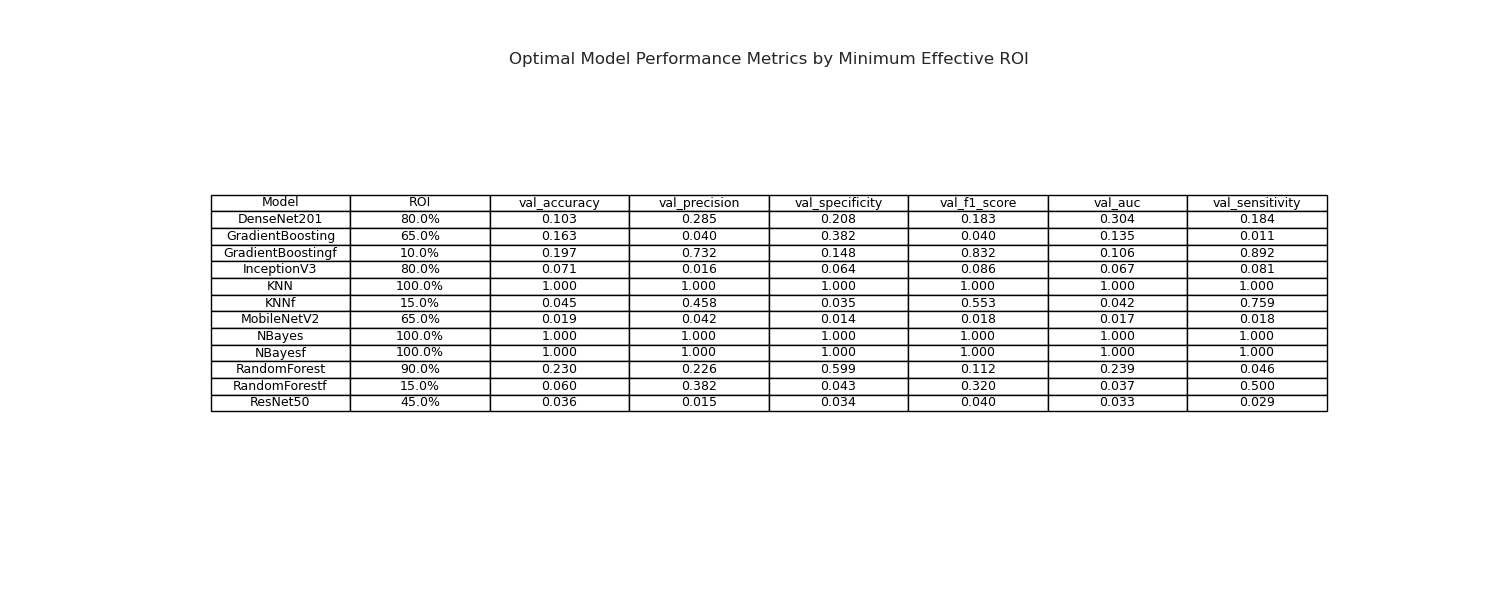 Optimal Model Performance Metrics by Minimum Effective ROI
Model ROI val_accuracy val_precision val_specificity val_f1_score val_auc val_sensitivity
DenseNet201 80.0% 0.103 0.285 0.208 0.183 0.304 0.184
GradientBoosting 65.0% 0.163 0.040 0.382 0.040 0.135 0.011
GradientBoostingf 10.0% 0.197 0.732 0.148 0.832 0.106 0.892
InceptionV3 80.0% 0.071 0.016 0.064 0.086 0.067 0.081
KNN 100.0% 1.000 1.000 1.000 1.000 1.000 1.000
KNNf 15.0% 0.045 0.458 0.035 0.553 0.042 0.759
MobileNetV2 65.0% 0.019 0.042 0.014 0.018 0.017 0.018
NBayes 100.0% 1.000 1.000 1.000 1.000 1.000 1.000
NBayesf 100.0% 1.000 1.000 1.000 1.000 1.000 1.000
RandomForest 90.0% 0.230 0.226 0.599 0.112 0.239 0.046
RandomForestf 15.0% 0.060 0.382 0.043 0.320 0.037 0.500
ResNet50 45.0% 0.036 0.015 0.034 0.040 0.033 0.029